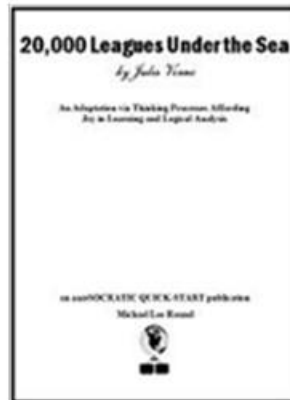 20,000 Leagues Under the Sea
by Jules Verne
An Adaptation via Thinking Processes Affording
Joy in Learning and Logical Analysis
an autoSOCRATIC QUICK-START publication
Michael Lee Round